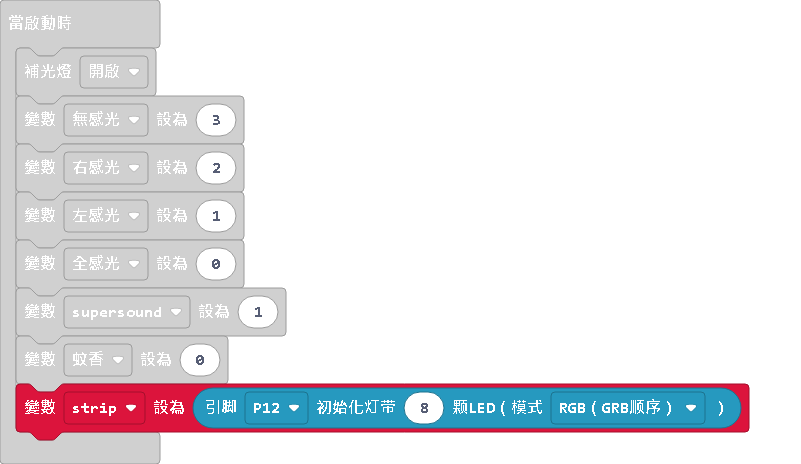 當啟動時
補光燈 開啟
變數 無感光 設為 3
變數 右感光 設為 2
變數 左感光 設為 1
變數 全感光 設為 0
變數 supersound 設為 1
變數 蚊香 設為 0
變數 strip 設為 引脚 P12 初始化灯带 8 颗LED(模式 RGB(GRB顺序) )